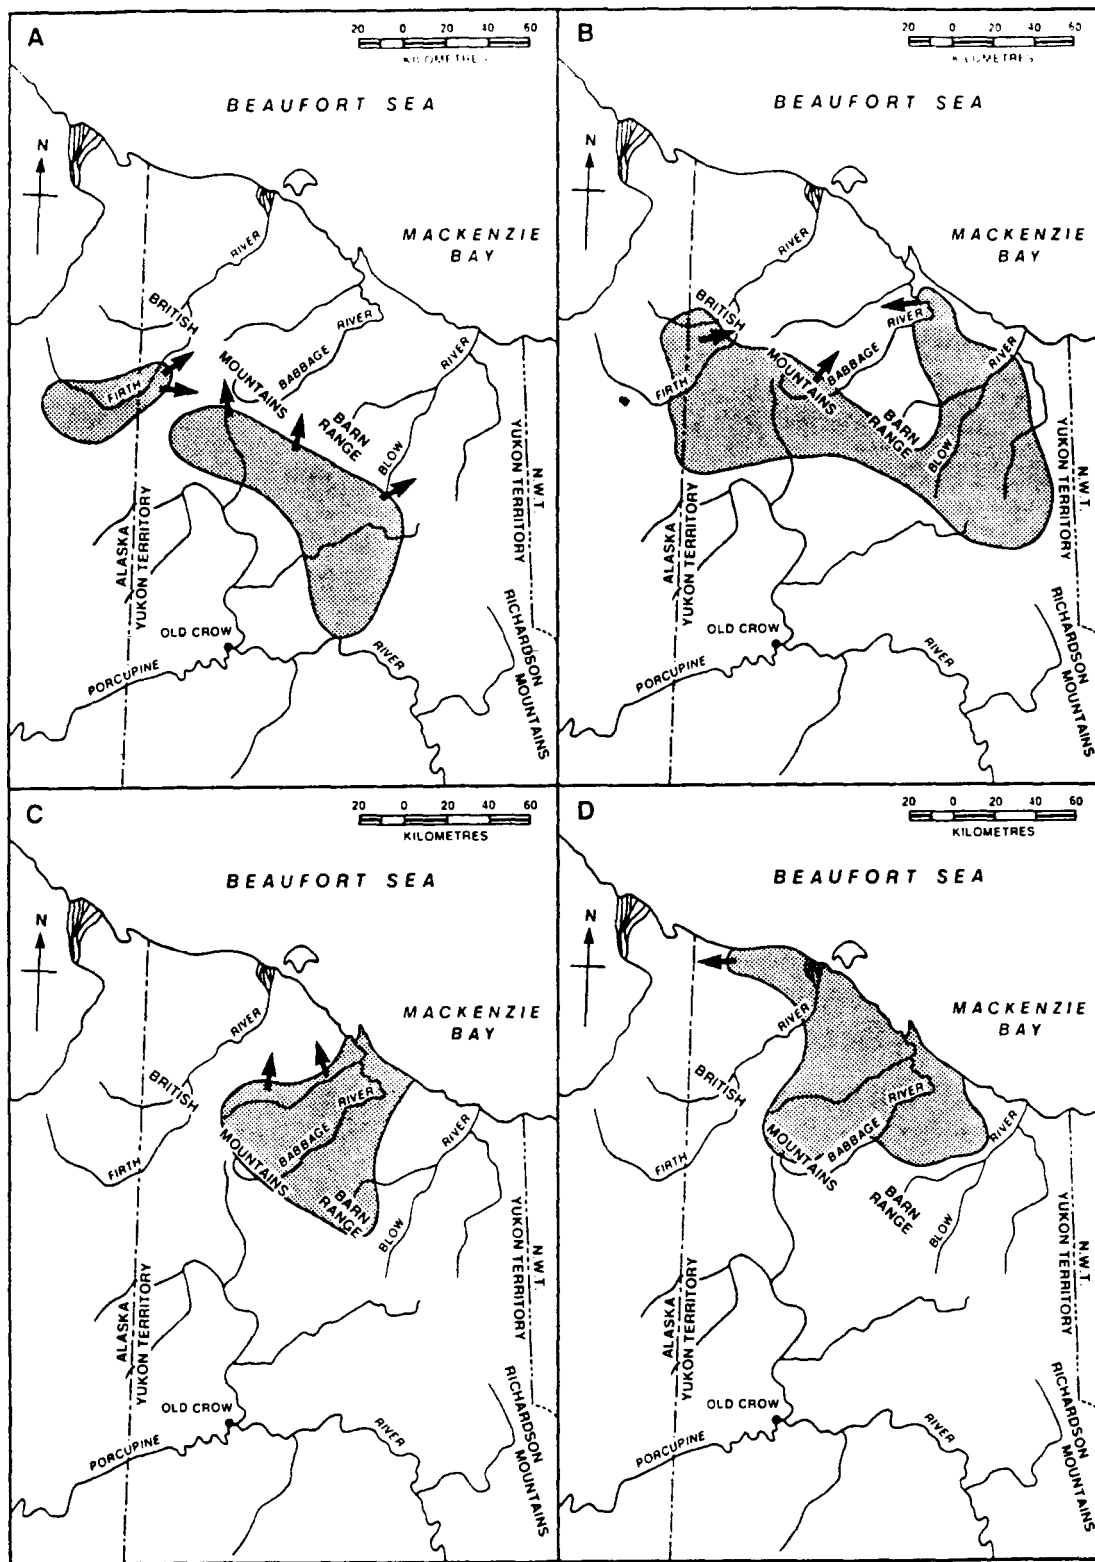 A
20 0 20 40 60
KILOMETRES
BEAUFORT SEA
N
MACKENZIE
BAY
RIVER
BRITISH
FIRTH
MOUNTAINS
BABBAGE
RIVER
BARN
RANGE
BLOW
RIVER
ALASKA
YUKON TERRITORY
N.W.T.
YUKON TERRITORY
OLD CROW
PORCUPINE
RIVER
RICHARDSON
MOUNTAINS
B
20 0 20 40 60
KILOMETRES
BEAUFORT SEA
N
MACKENZIE
BAY
RIVER
BRITISH
FIRTH
MOUNTAINS
BABBAGE
RIVER
BARN
RANGE
BLOW
RIVER
ALASKA
YUKON TERRITORY
N.W.T.
YUKON TERRITORY
OLD CROW
PORCUPINE
RIVER
RICHARDSON
MOUNTAINS
C
20 0 20 40 60
KILOMETRES
BEAUFORT SEA
N
MACKENZIE
BAY
RIVER
BRITISH
FIRTH
MOUNTAINS
BABBAGE
RIVER
BARN
RANGE
BLOW
RIVER
ALASKA
YUKON TERRITORY
N.W.T.
YUKON TERRITORY
OLD CROW
PORCUPINE
RIVER
RICHARDSON
MOUNTAINS
D
20 0 20 40 60
KILOMETRES
BEAUFORT SEA
N
MACKENZIE
BAY
RIVER
BRITISH
FIRTH
MOUNTAINS
BABBAGE
RIVER
BARN
RANGE
BLOW
RIVER
ALASKA
YUKON TERRITORY
N.W.T.
YUKON TERRITORY
OLD CROW
PORCUPINE
RIVER
RICHARDSON
MOUNTAINS